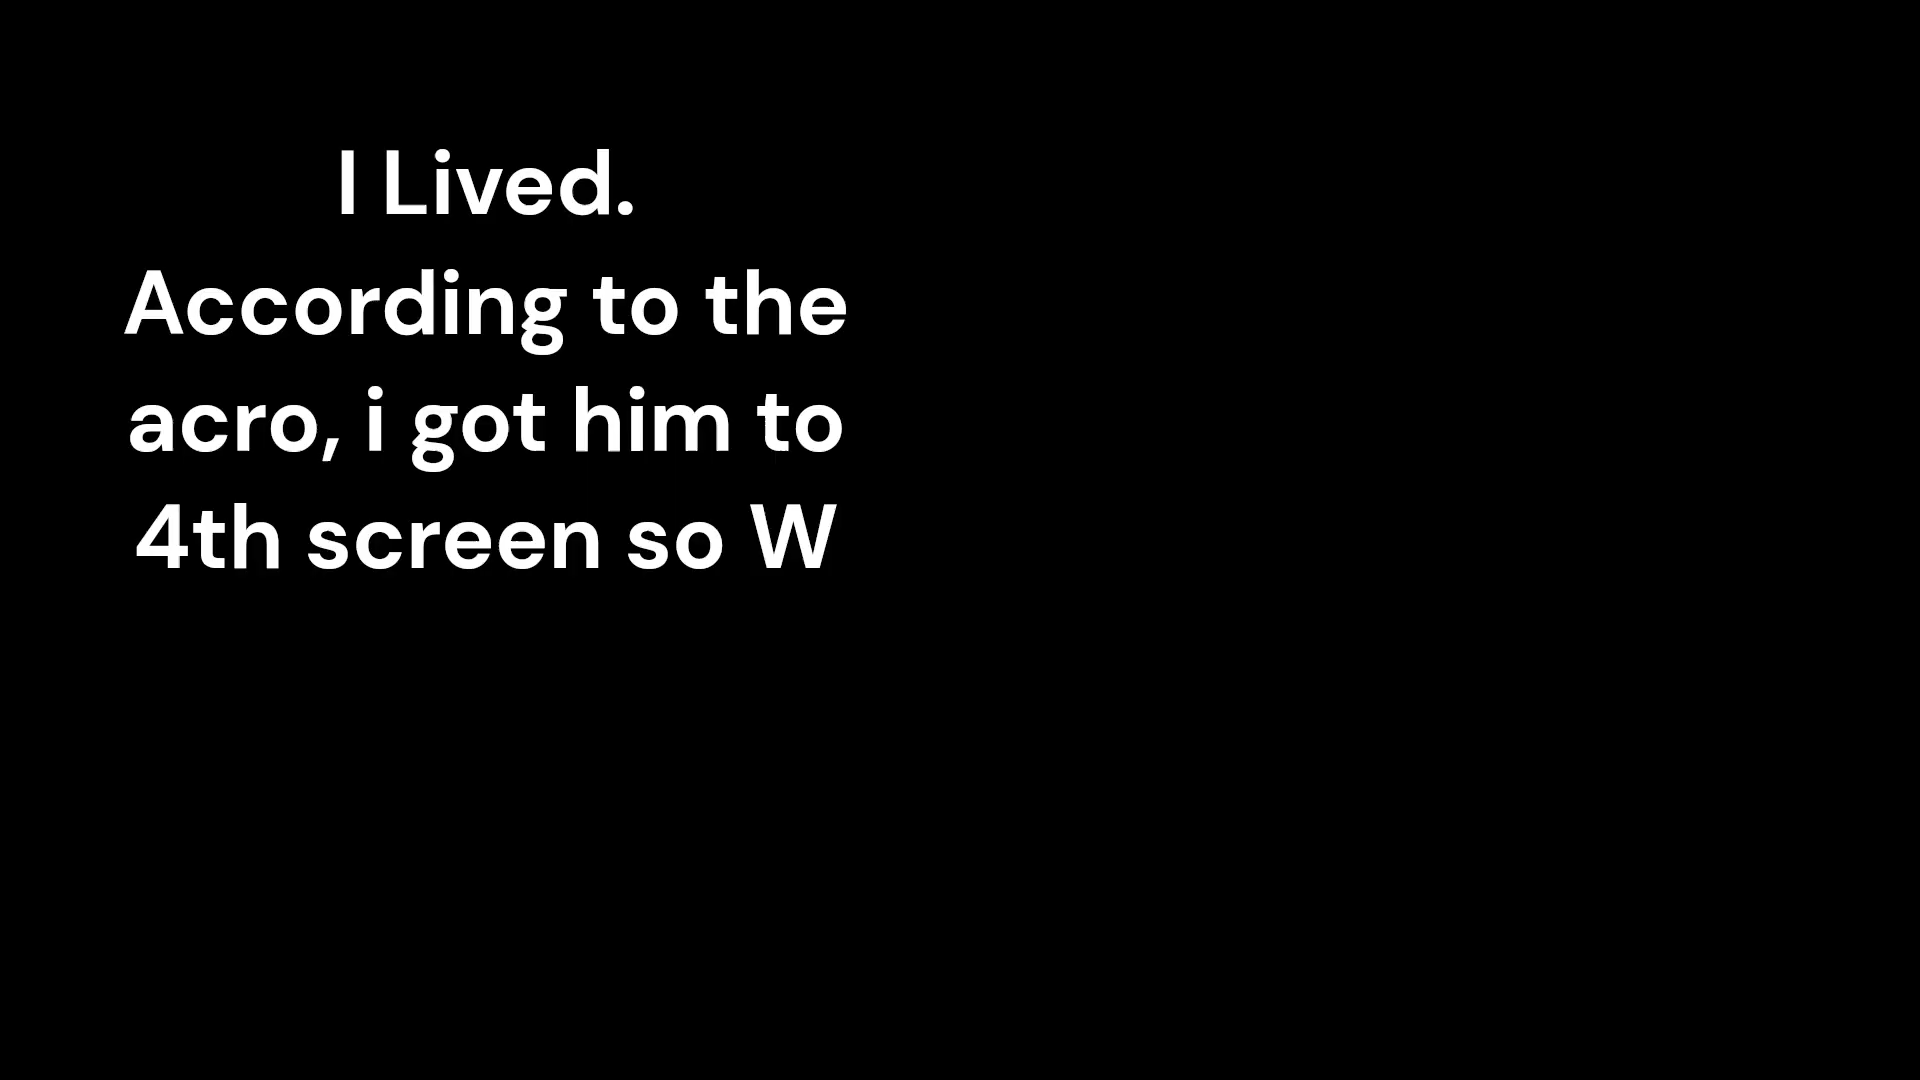 I Lived.
According to the
acro, i got him to
4th screen so W